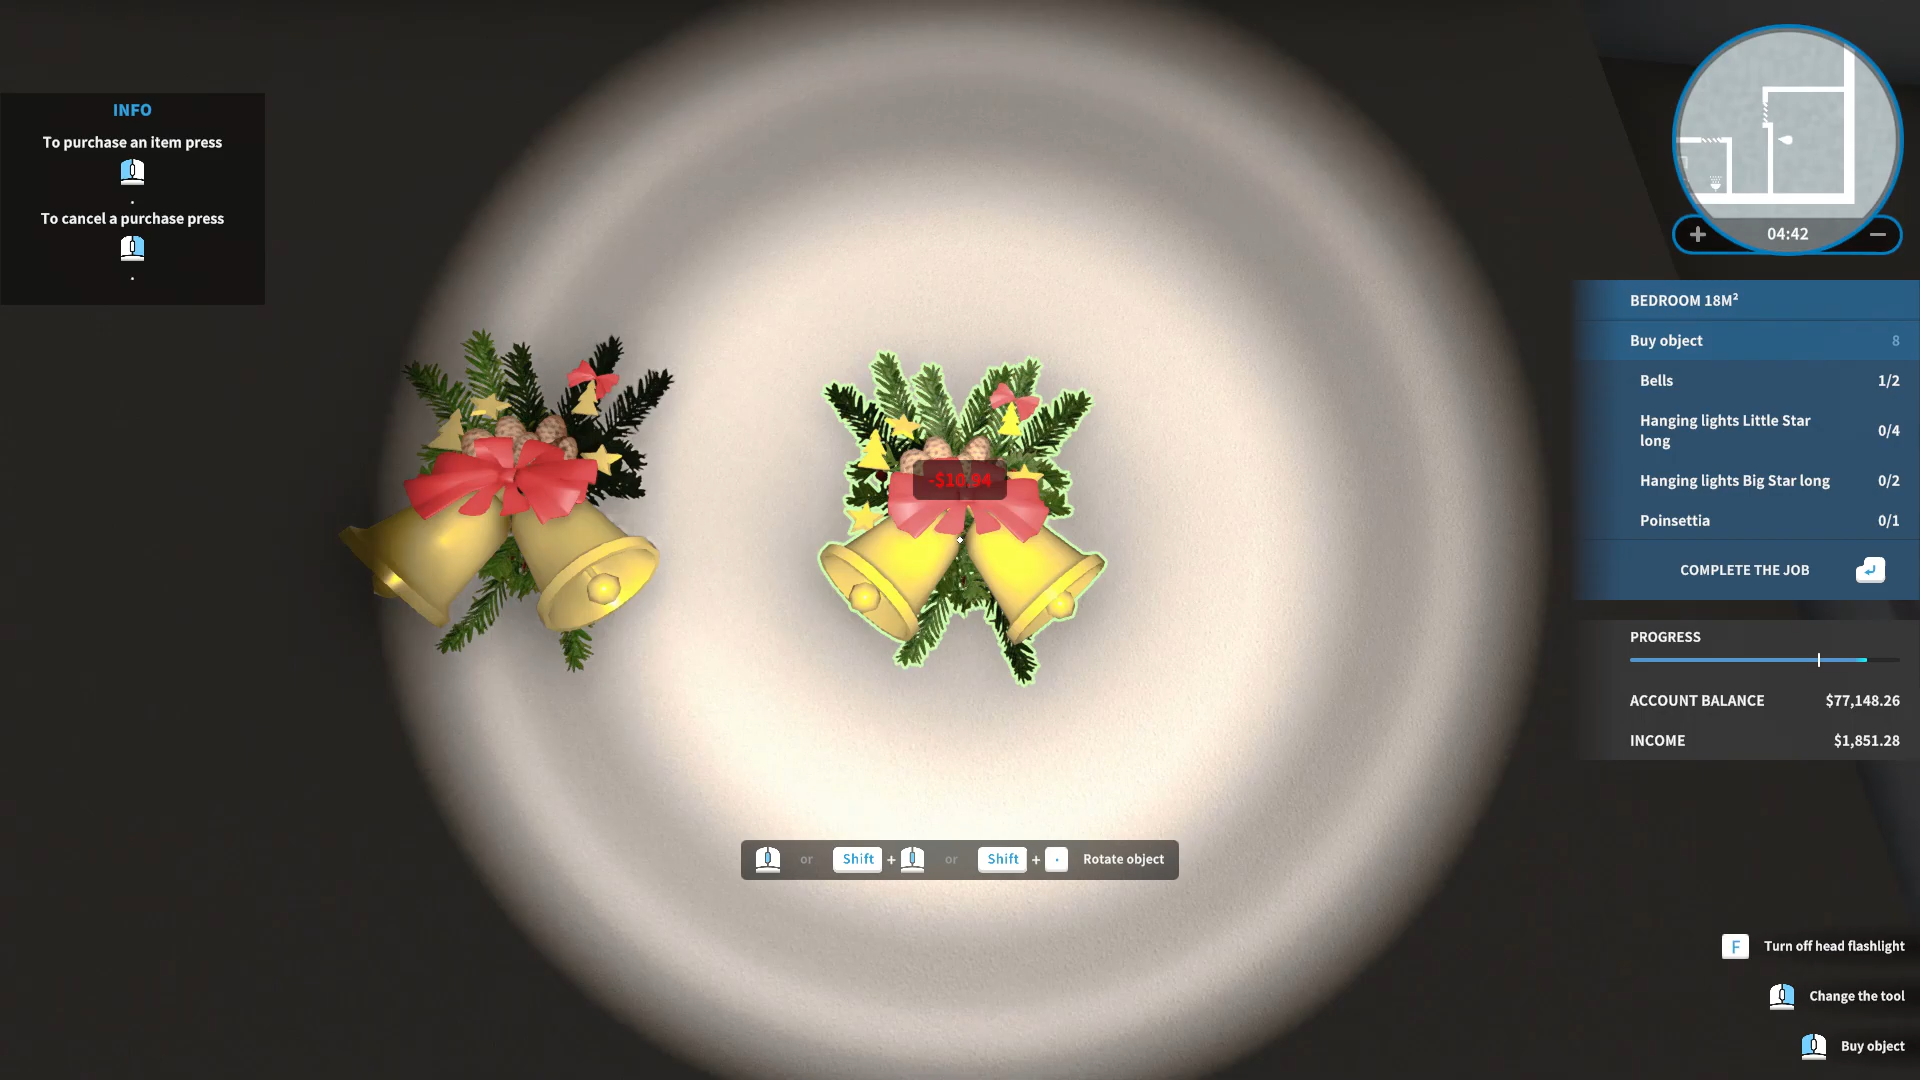 INFO
To purchase an item press
.
To cancel a purchase press
.
04:42
BEDROOM 18M²
Buy object 8
Bells 1/2
Hanging lights Little Star
long 0/4
Hanging lights Big Star long 0/2
Poinsettia 0/1
COMPLETE THE JOB
PROGRESS
ACCOUNT BALANCE $77,148.26
INCOME $1,851.28
-$10.94
or Shift + or Shift + . Rotate object
F Turn off head flashlight
Change the tool
Buy object